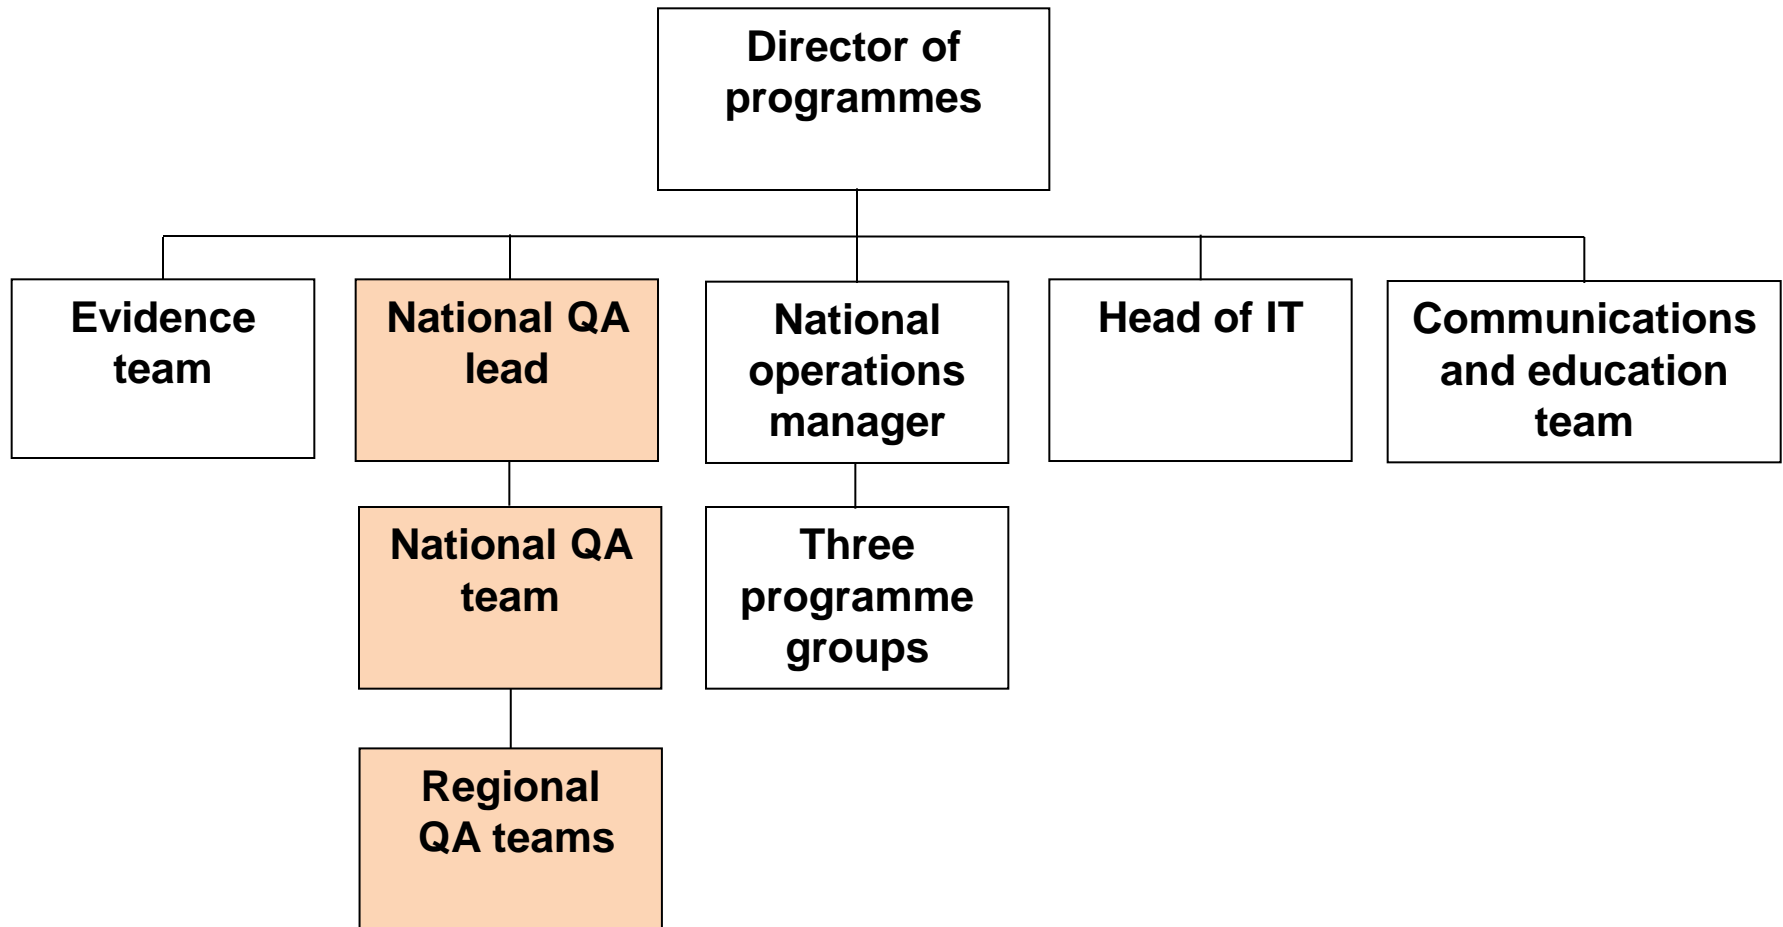 Director of
programmes
Evidence
team
National QA
lead
National
operations
manager
Head of IT
Communications
and education
team
National QA
team
Three
programme
groups
Regional
QA teams